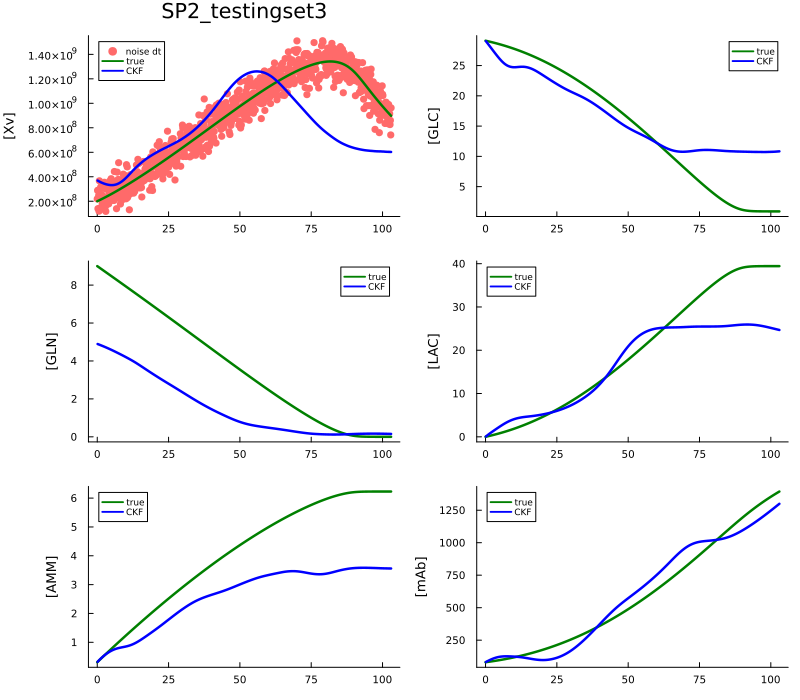 SP2_testingset3
[Xv]
1.40×10⁹
1.20×10⁹
1.00×10⁹
8.00×10⁸
6.00×10⁸
4.00×10⁸
2.00×10⁸
0 25 50 75 100
noise dt
true
CKF
[GLC]
25
20
15
10
5
0 25 50 75 100
true
CKF
[GLN]
8
6
4
2
0
0 25 50 75 100
true
CKF
[LAC]
40
30
20
10
0
0 25 50 75 100
true
CKF
[AMM]
6
5
4
3
2
1
0 25 50 75 100
true
CKF
[mAb]
1250
1000
750
500
250
0 25 50 75 100
true
CKF